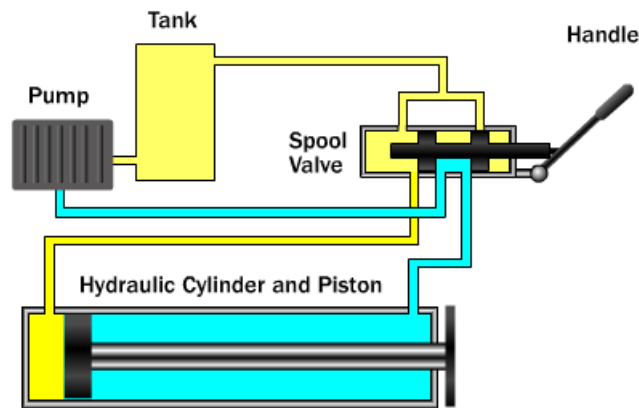 Tank
Handle
Pump
Spool
Valve
Hydraulic Cylinder and Piston